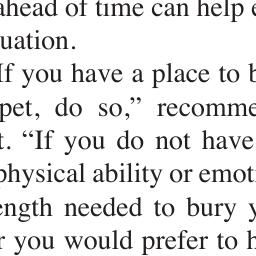 ahead of time can help
uation.
If you have a place to
pet, do so,” recomme
t. “If you do not have
physical ability or emot
ength needed to bury
r you would prefer to h